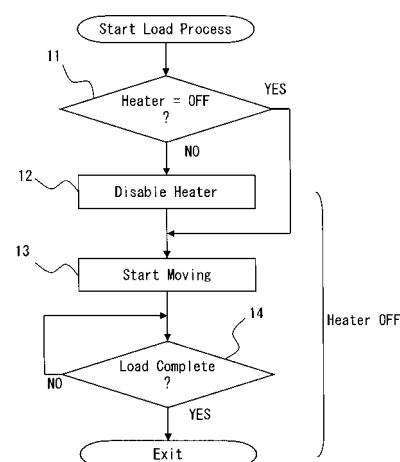 Start Load Process
11
Heater = OFF
?
YES
NO
12
Disable Heater
13
Start Moving
Heater OFF
14
Load Complete
?
NO
YES
Exit